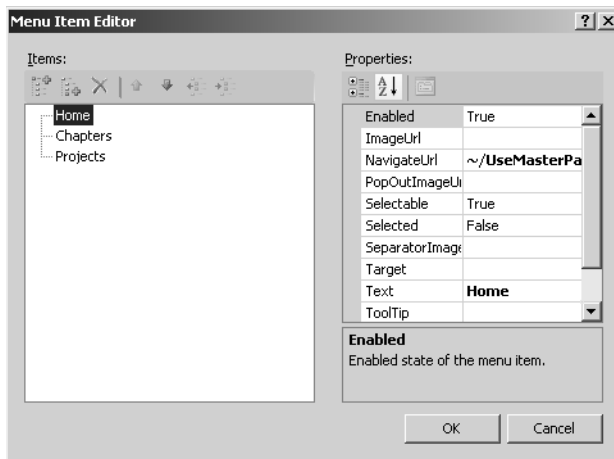 Menu Item Editor
Items:
Properties:
Home
Chapters
Projects
Enabled True
ImageUrl
NavigateUrl ~/UseMasterPa
PopOutImageU
Selectable True
Selected False
SeparatorImage
Target
Text Home
ToolTip
Enabled
Enabled state of the menu item.
OK Cancel